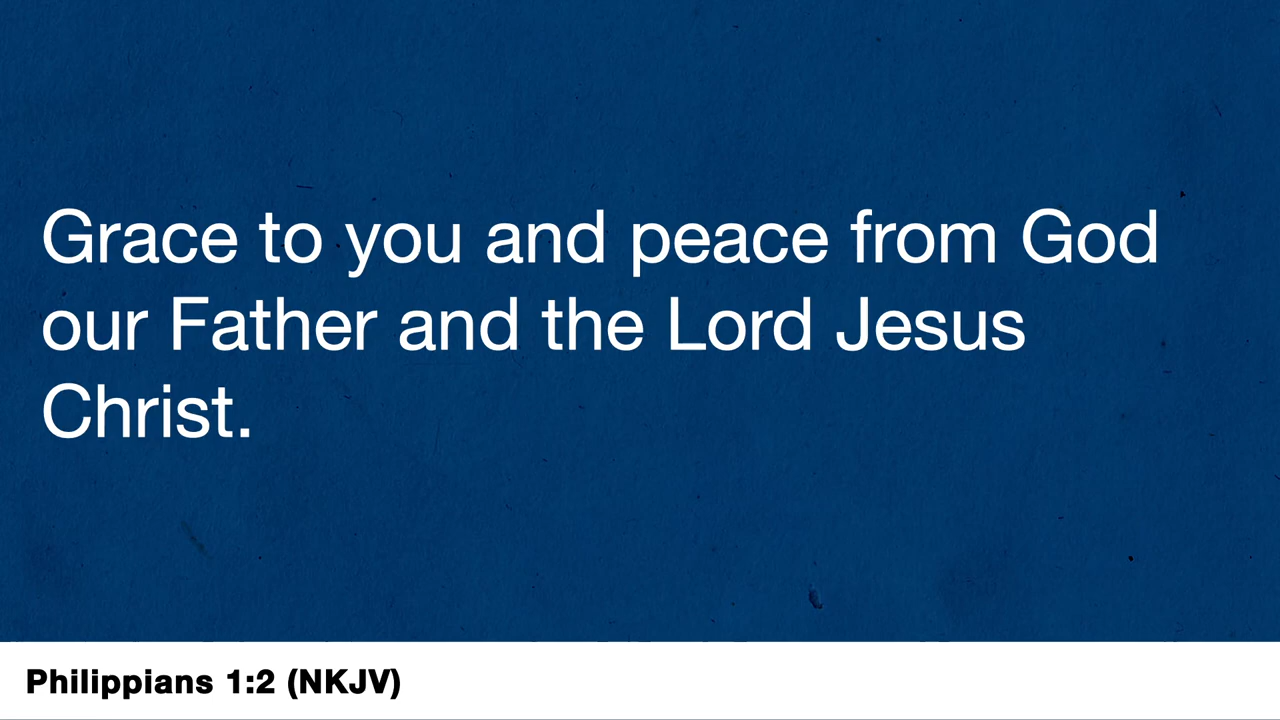 Grace to you and peace from God
our Father and the Lord Jesus
Christ.
Philippians 1:2 (NKJV)